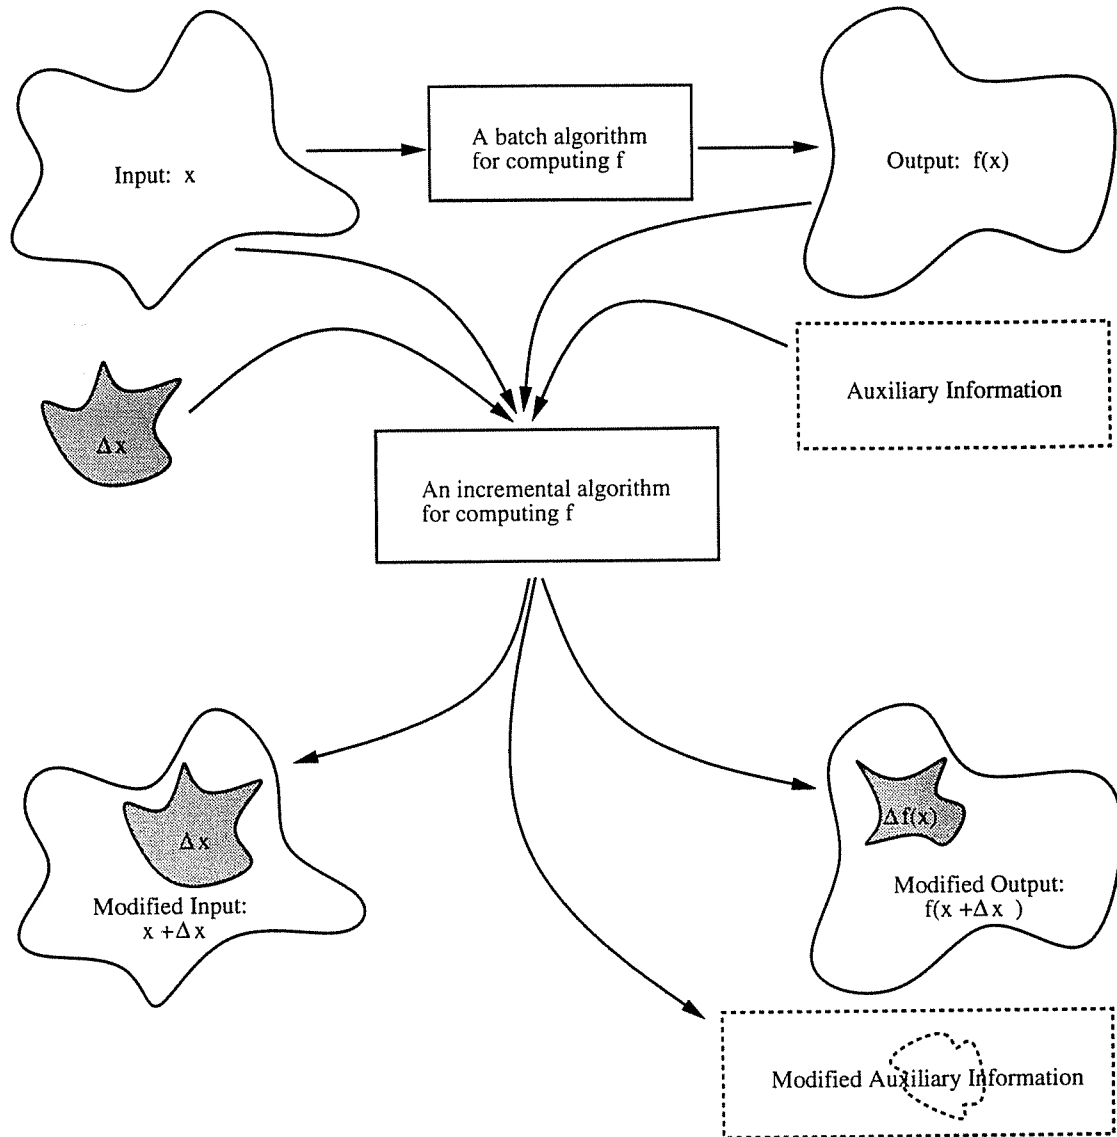 A batch algorithm
for computing f
Input: x
Output: f(x)
Auxiliary Information
Δx
An incremental algorithm
for computing f
Δx
Δf(x)
Modified Input:
x +Δx
Modified Output:
f(x +Δx )
Modified Auxiliary Information